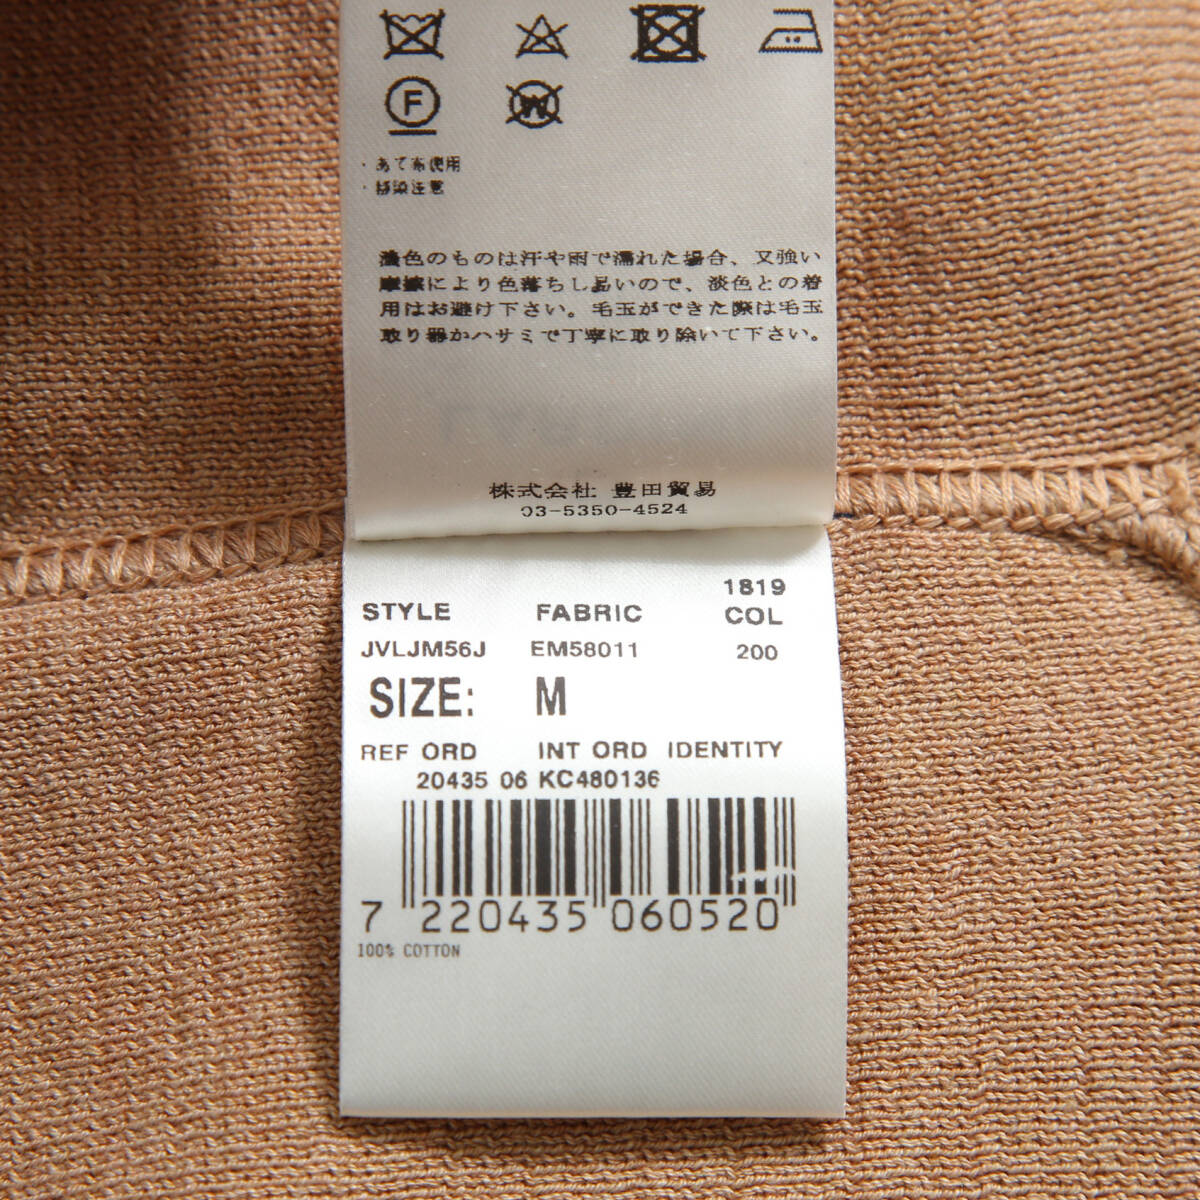 F
W
・あて布使用
・移染注意
濃色のものは汗や雨で濡れた場合、又強い
摩擦により色落ちし易いので、淡色との着
用はお避け下さい。毛玉ができた際は毛玉
取り器かハサミで丁寧に取り除いて下さい。
株式会社 豊田貿易
03-5350-4524
1819
STYLE FABRIC COL
JVLJM56J EM58011 200
SIZE: M
REF ORD INT ORD IDENTITY
20435 06 KC480136
7 220435 060520
100% COTTON